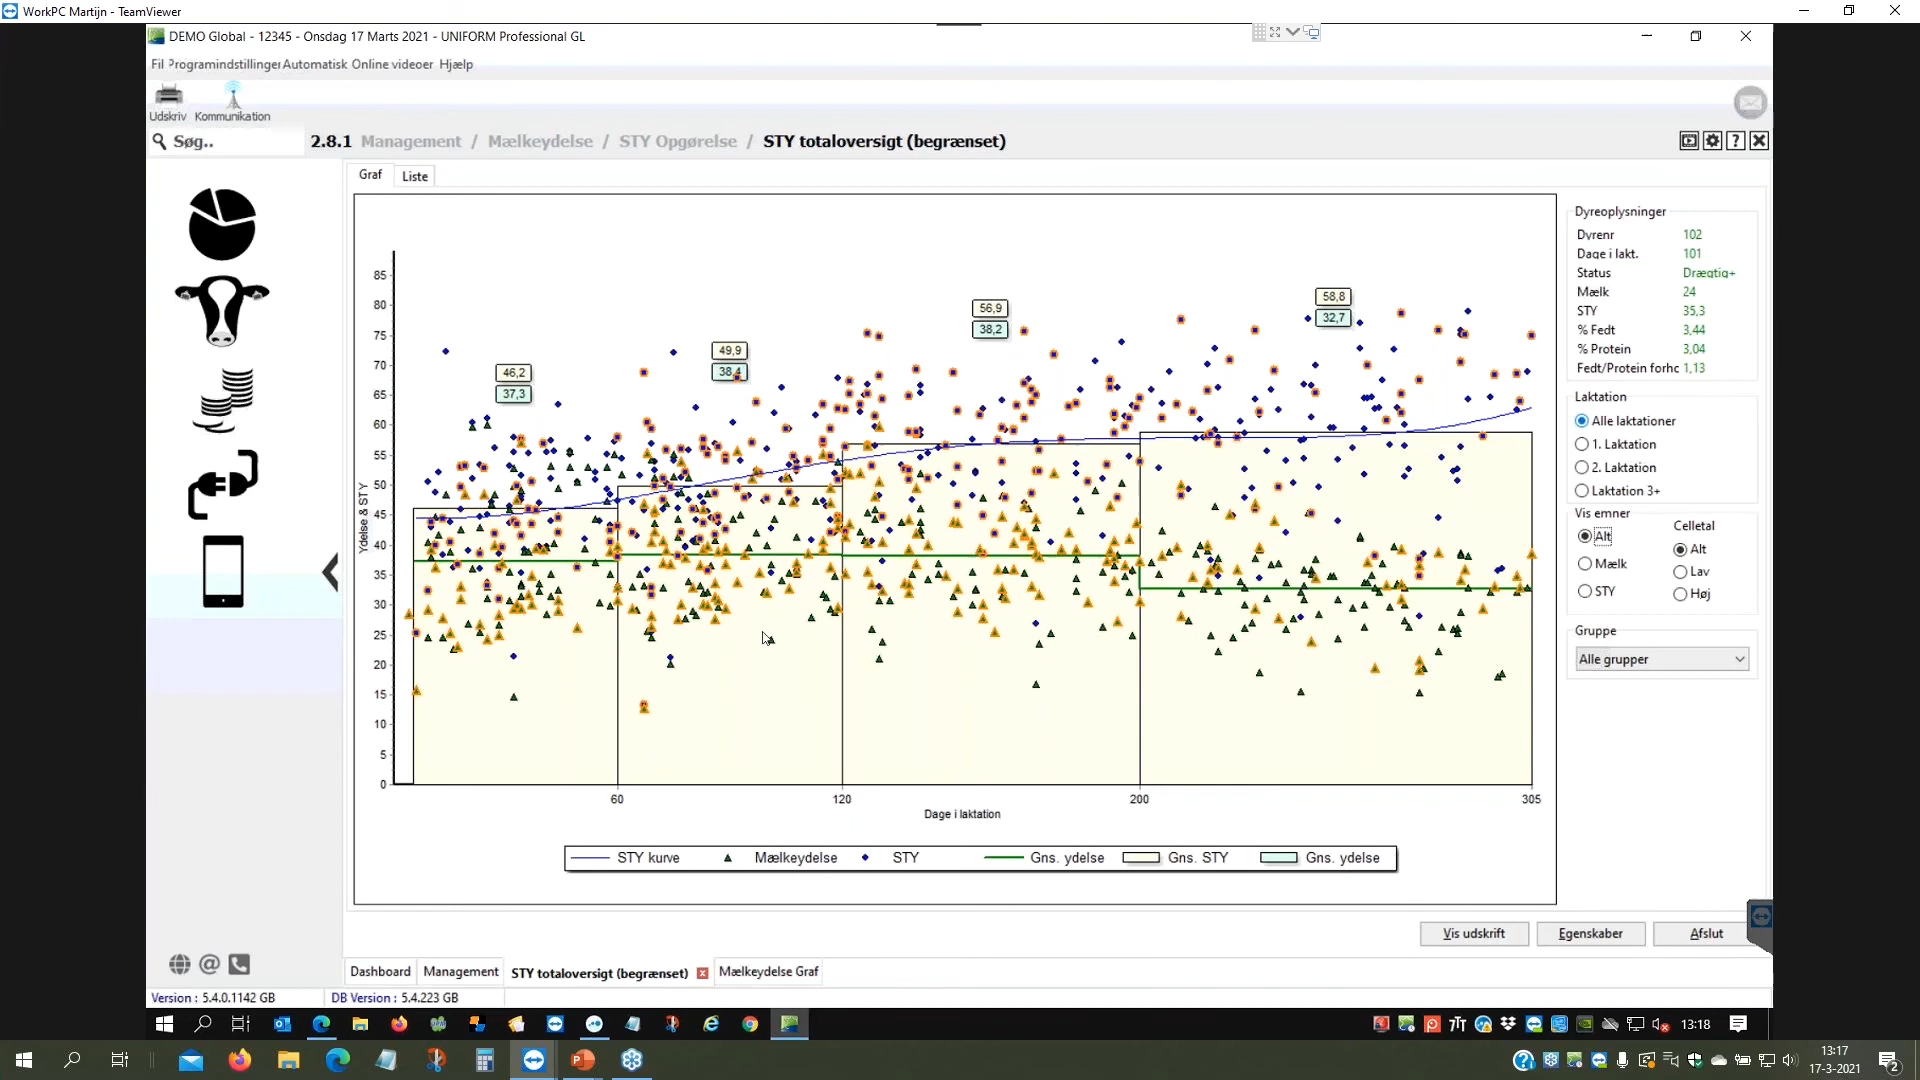 WorkPC Martijn - TeamViewer
DEMO Global - 12345 - Onsdag 17 Marts 2021 - UNIFORM Professional GL
Fil Programindstillinger Automatisk Online videoer Hjælp
Udskriv Kommunikation
Søg..
2.8.1 Management / Mælkeydelse / STY Opgørelse / STY totaloversigt (begrænset)
Graf Liste
Ydelse & STY
85
80
75
70
65
60
55
50
45
40
35
30
25
20
15
10
5
0
46,2
37,3
49,9
38,4
56,9
38,2
58,8
32,7
60 120 200 305
Dage i laktation
STY kurve Mælkeydelse STY Gns. ydelse Gns. STY Gns. ydelse
Dyreoplysninger
Dyrenr 102
Dage i lakt. 101
Status Drægtig+
Mælk 24
STY 35,3
% Fedt 3,44
% Protein 3,04
Fedt/Protein forhc 1,13
Laktation
Alle laktationer
1. Laktation
2. Laktation
Laktation 3+
Vis emner
Alt
Mælk
STY
Celletal
Alt
Lav
Høj
Gruppe
Alle grupper
Vis udskrift Egenskaber Afslut
Dashboard Management STY totaloversigt (begrænset) Mælkeydelse Graf
Version : 5.4.0.1142 GB DB Version : 5.4.223 GB
13:18
13:17
17-3-2021
2